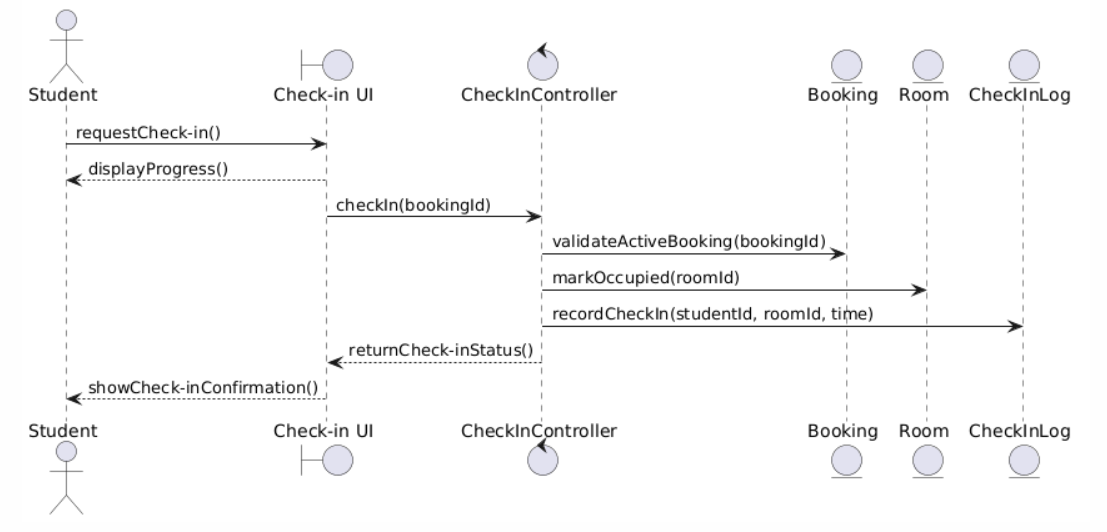 Student Check-in UI CheckInController Booking Room CheckInLog
requestCheck-in()
displayProgress()
checkIn(bookingId)
validateActiveBooking(bookingId)
markOccupied(roomId)
recordCheckIn(studentId, roomId, time)
returnCheck-inStatus()
showCheck-inConfirmation()
Student Check-in UI CheckInController Booking Room CheckInLog